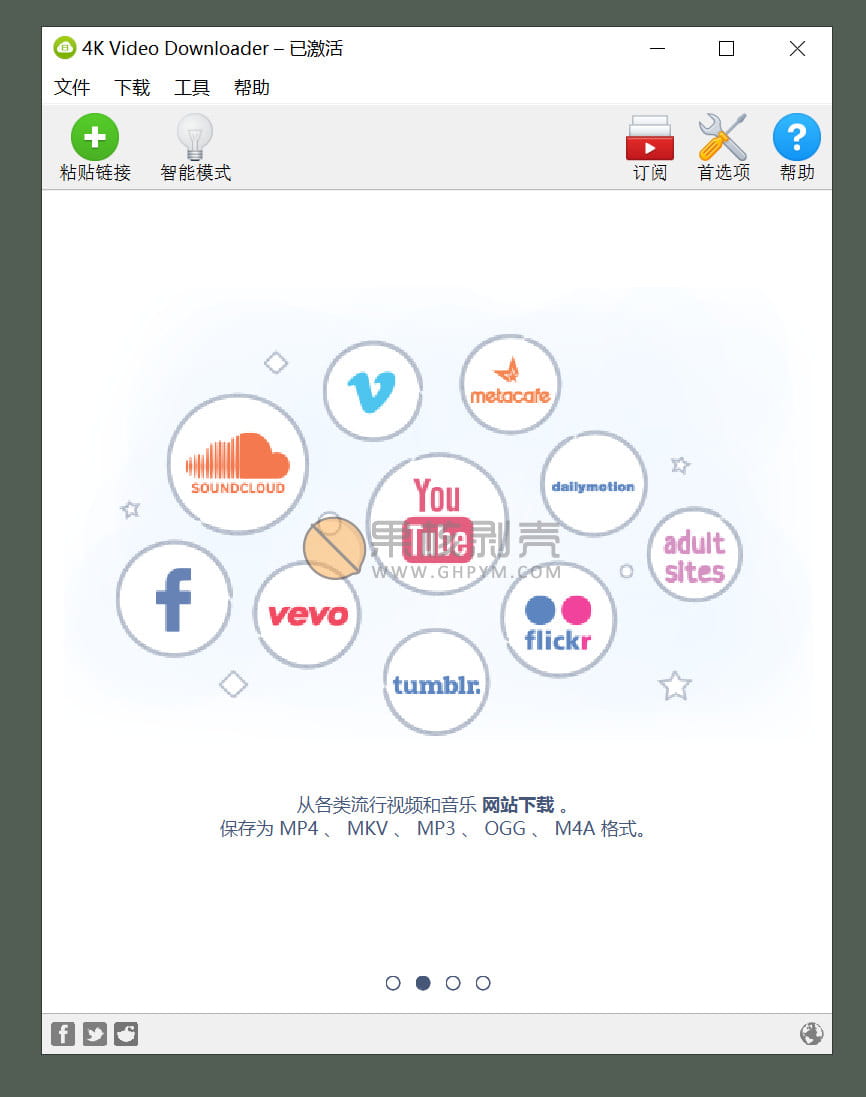 4K Video Downloader – 已激活
文件 下载 工具 帮助
粘贴链接 智能模式 订阅 首选项 帮助
metacafe
SOUNDCLOUD
You
Tube
dailymotion
果核剥壳
WWW.GHPYM.COM
adult
sites
vevo
flickr
tumblr.
从各类流行视频和音乐 网站下载 。
保存为 MP4 、 MKV 、 MP3 、 OGG 、 M4A 格式。